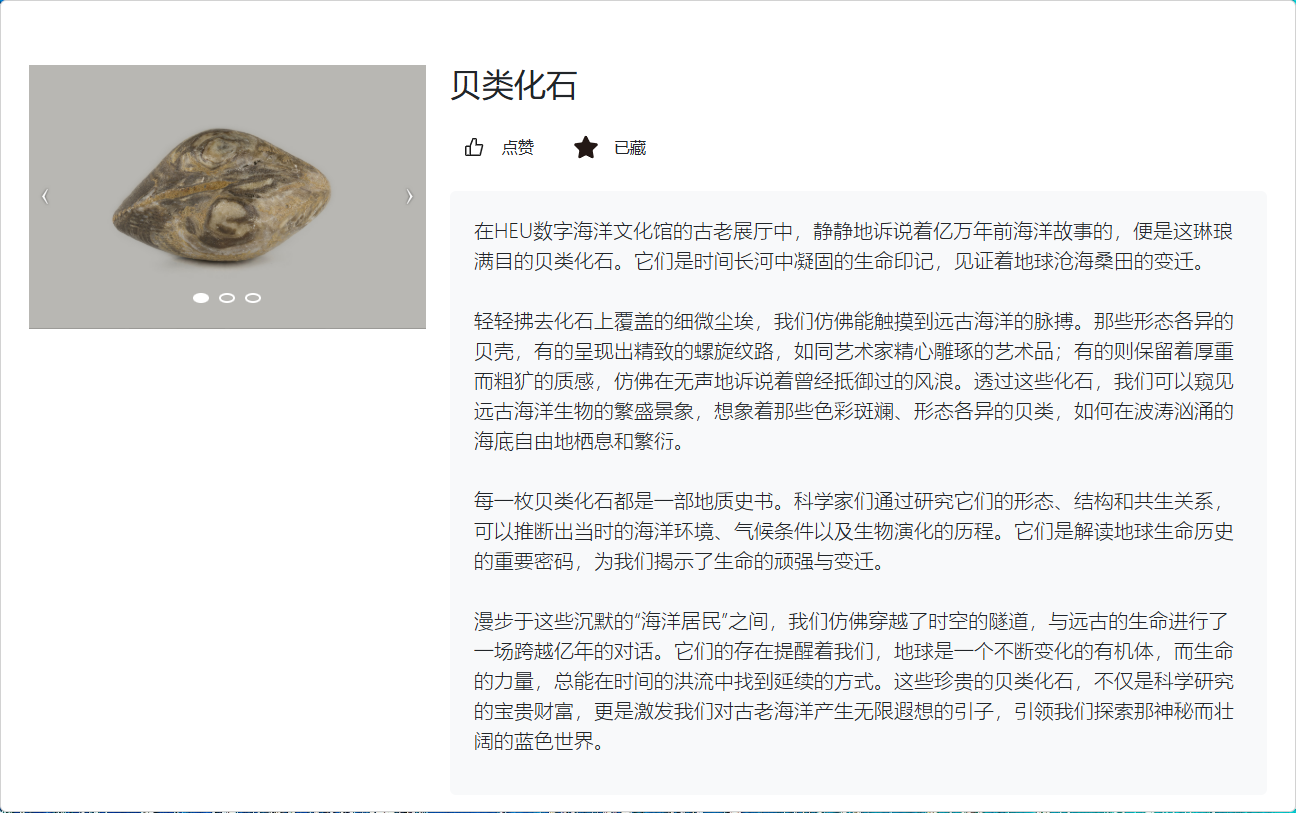 贝类化石
点赞
已藏
在HEU数字海洋文化馆的古老展厅中，静静地诉说着亿万年前海洋故事的，便是这琳琅
满目的贝类化石。它们是时间长河中凝固的生命印记，见证着地球沧海桑田的变迁。
轻轻拂去化石上覆盖的细微尘埃，我们仿佛能触摸到远古海洋的脉搏。那些形态各异的
贝壳，有的呈现出精致的螺旋纹路，如同艺术家精心雕琢的艺术品；有的则保留着厚重
而粗犷的质感，仿佛在无声地诉说着曾经抵御过的风浪。透过这些化石，我们可以窥见
远古海洋生物的繁盛景象，想象着那些色彩斑斓、形态各异的贝类，如何在波涛汹涌的
海底自由地栖息和繁衍。
每一枚贝类化石都是一部地质史书。科学家们通过研究它们的形态、结构和共生关系，
可以推断出当时的海洋环境、气候条件以及生物演化的历程。它们是解读地球生命历史
的重要密码，为我们揭示了生命的顽强与变迁。
漫步于这些沉默的“海洋居民”之间，我们仿佛穿越了时空的隧道，与远古的生命进行了
一场跨越亿年的对话。它们的存在提醒着我们，地球是一个不断变化的有机体，而生命
的力量，总能在时间的洪流中找到延续的方式。这些珍贵的贝类化石，不仅是科学研究
的宝贵财富，更是激发我们对古老海洋产生无限遐想的引子，引领我们探索那神秘而壮
阔的蓝色世界。